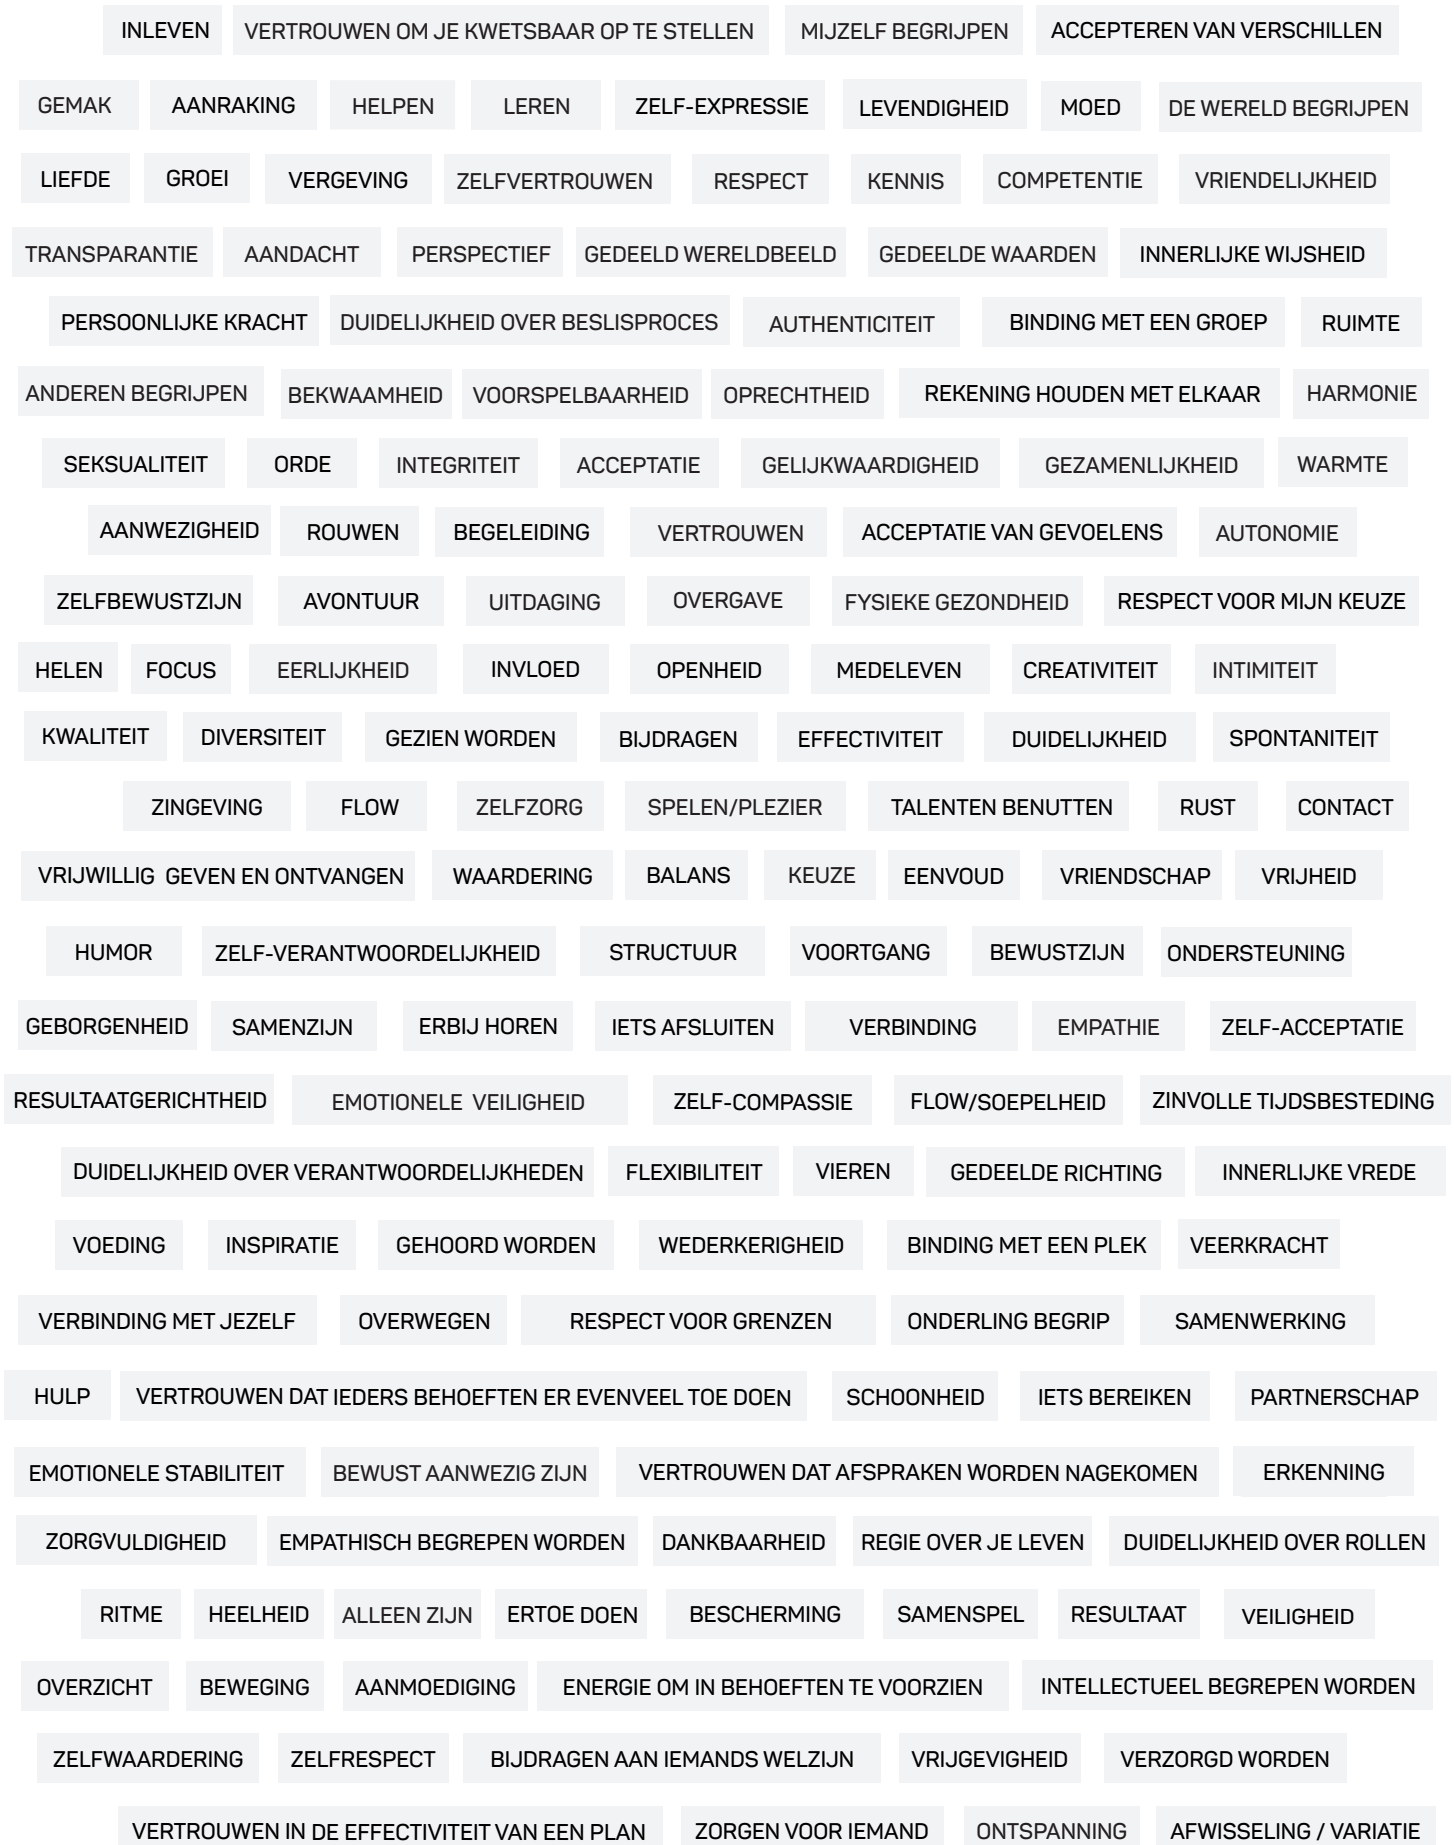 INLEVEN VERTROUWEN OM JE KWETSBAAR OP TE STELLEN MIJZELF BEGRIJPEN ACCEPTEREN VAN VERSCHILLEN
GEMAK AANRAKING HELPEN LEREN ZELF-EXPRESSIE LEVENDIGHEID MOED DE WERELD BEGRIJPEN
LIEFDE GROEI VERGEVING ZELFVERTROUWEN RESPECT KENNIS COMPETENTIE VRIENDELIJKHEID
TRANSPARANTIE AANDACHT PERSPECTIEF GEDEELD WERELDBEELD GEDEELDE WAARDEN INNERLIJKE WIJSHEID
PERSOONLIJKE KRACHT DUIDELIJKHEID OVER BESLISPROCES AUTHENTICITEIT BINDING MET EEN GROEP RUIMTE
ANDEREN BEGRIJPEN BEKWAAMHEID VOORSPELBAARHEID OPRECHTHEID REKENING HOUDEN MET ELKAAR HARMONIE
SEKSUALITEIT ORDE INTEGRITEIT ACCEPTATIE GELIJKWAARDIGHEID GEZAMENLIJKHEID WARMTE
AANWEZIGHEID ROUWEN BEGELEIDING VERTROUWEN ACCEPTATIE VAN GEVOELENS AUTONOMIE
ZELFBEWUSTZIJN AVONTUUR UITDAGING OVERGAVE FYSIEKE GEZONDHEID RESPECT VOOR MIJN KEUZE
HELEN FOCUS EERLIJKHEID INVLOED OPENHEID MEDELEVEN CREATIVITEIT INTIMITEIT
KWALITEIT DIVERSITEIT GEZIEN WORDEN BIJDRAGEN EFFECTIVITEIT DUIDELIJKHEID SPONTANITEIT
ZINGEVING FLOW ZELFZORG SPELEN/PLEZIER TALENTEN BENUTTEN RUST CONTACT
VRIJWILLIG GEVEN EN ONTVANGEN WAARDERING BALANS KEUZE EENVOUD VRIENDSCHAP VRIJHEID
HUMOR ZELF-VERANTWOORDELIJKHEID STRUCTUUR VOORTGANG BEWUSTZIJN ONDERSTEUNING
GEBORGENHEID SAMENZIJN ERBIJ HOREN IETS AFSLUITEN VERBINDING EMPATHIE ZELF-ACCEPTATIE
RESULTAATGERICHTHEID EMOTIONELE VEILIGHEID ZELF-COMPASSIE FLOW/SOEPELHEID ZINVOLLE TIJDSBESTEDING
DUIDELIJKHEID OVER VERANTWOORDELIJKHEDEN FLEXIBILITEIT VIEREN GEDEELDE RICHTING INNERLIJKE VREDE
VOEDING INSPIRATIE GEHOORD WORDEN WEDERKERIGHEID BINDING MET EEN PLEK VEERKRACHT
VERBINDING MET JEZELF OVERWEGEN RESPECT VOOR GRENZEN ONDERLING BEGRIP SAMENWERKING
HULP VERTROUWEN DAT IEDERS BEHOEFTEN ER EVENVEEL TOE DOEN SCHOONHEID IETS BEREIKEN PARTNERSCHAP
EMOTIONELE STABILITEIT BEWUST AANWEZIG ZIJN VERTROUWEN DAT AFSPRAKEN WORDEN NAGEKOMEN ERKENNING
ZORGVULDIGHEID EMPATHISCH BEGREPEN WORDEN DANKBAARHEID REGIE OVER JE LEVEN DUIDELIJKHEID OVER ROLLEN
RITME HEELHEID ALLEEN ZIJN ERTOE DOEN BESCHERMING SAMENSPEL RESULTAAT VEILIGHEID
OVERZICHT BEWEGING AANMOEDIGING ENERGIE OM IN BEHOEFTEN TE VOORZIEN INTELLECTUEEL BEGREPEN WORDEN
ZELFWAARDERING ZELFRESPECT BIJDRAGEN AAN IEMANDS WELZIJN VRIJGEVIGHEID VERZORGD WORDEN
VERTROUWEN IN DE EFFECTIVITEIT VAN EEN PLAN ZORGEN VOOR IEMAND ONTSPANNING AFWISSELING / VARIATIE